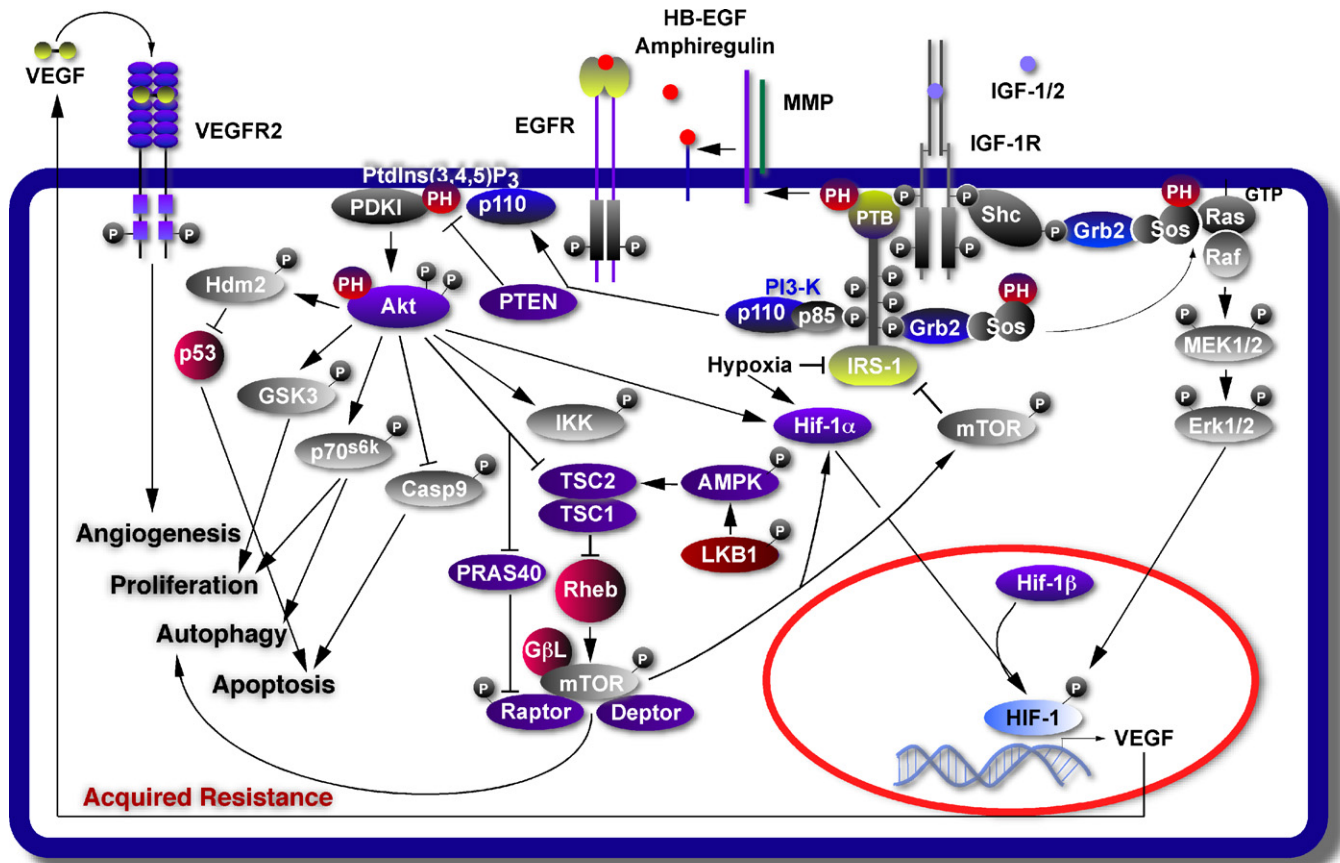 HB-EGF
Amphiregulin
VEGF
VEGFR2
EGFR
MMP
IGF-1/2
IGF-1R
PtdIns(3,4,5)P3
PDKI
PH
p110
PH
PTB
P
P
Shc
P
Grb2
Sos
PH
Ras
GTP
Raf
P
P
P
P
P
P
Hdm2
P
PH
Akt
P
P
PTEN
PI3-K
p110
p85
P
P
P
P
P
P
Grb2
Sos
PH
p53
GSK3
P
Hypoxia
IRS-1
P
P
MEK1/2
p70s6k
P
IKK
P
Hif-1α
mTOR
P
P
P
Erk1/2
Casp9
P
TSC2
TSC1
AMPK
P
LKB1
P
Angiogenesis
Proliferation
Autophagy
Apoptosis
PRAS40
Rheb
Hif-1β
GβL
mTOR
P
P
Raptor
Deptor
P
HIF-1
VEGF
Acquired Resistance